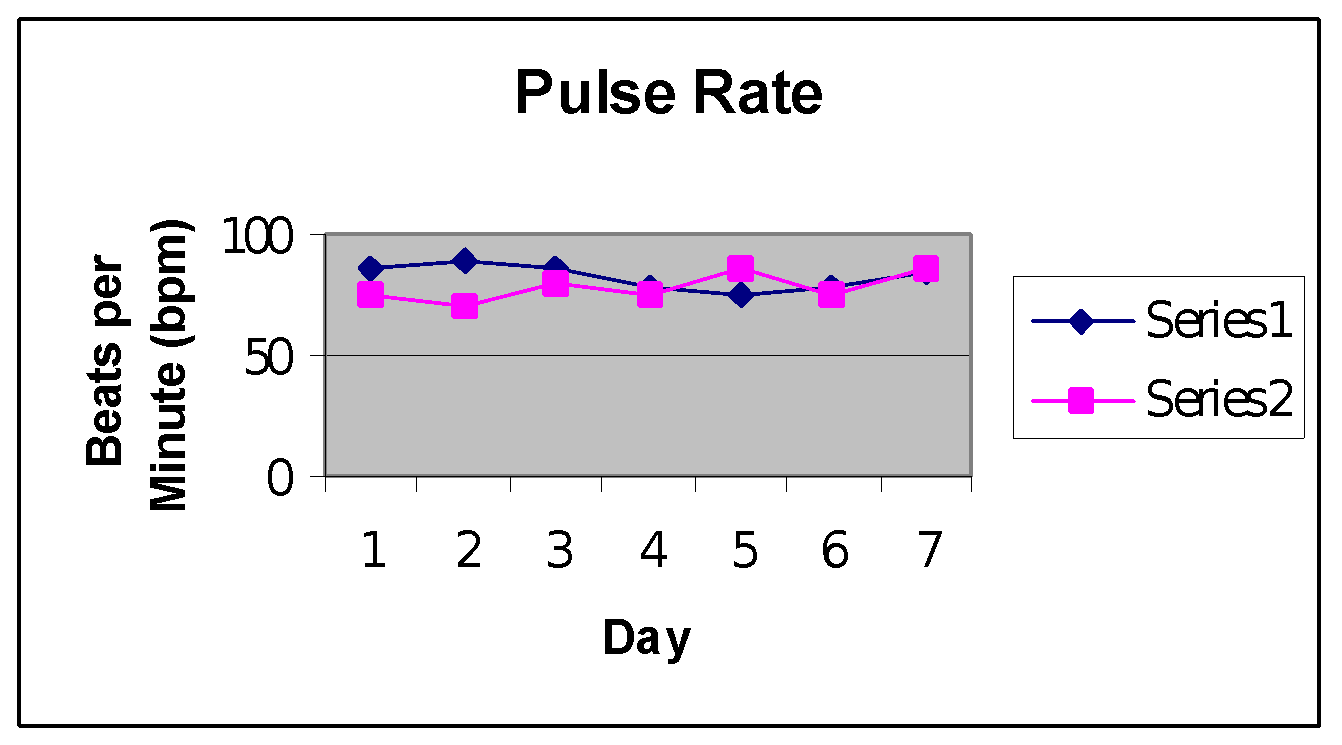 Pulse Rate
Beats per
Minute (bpm)
100
50
0
1 2 3 4 5 6 7
Day
Series1
Series2